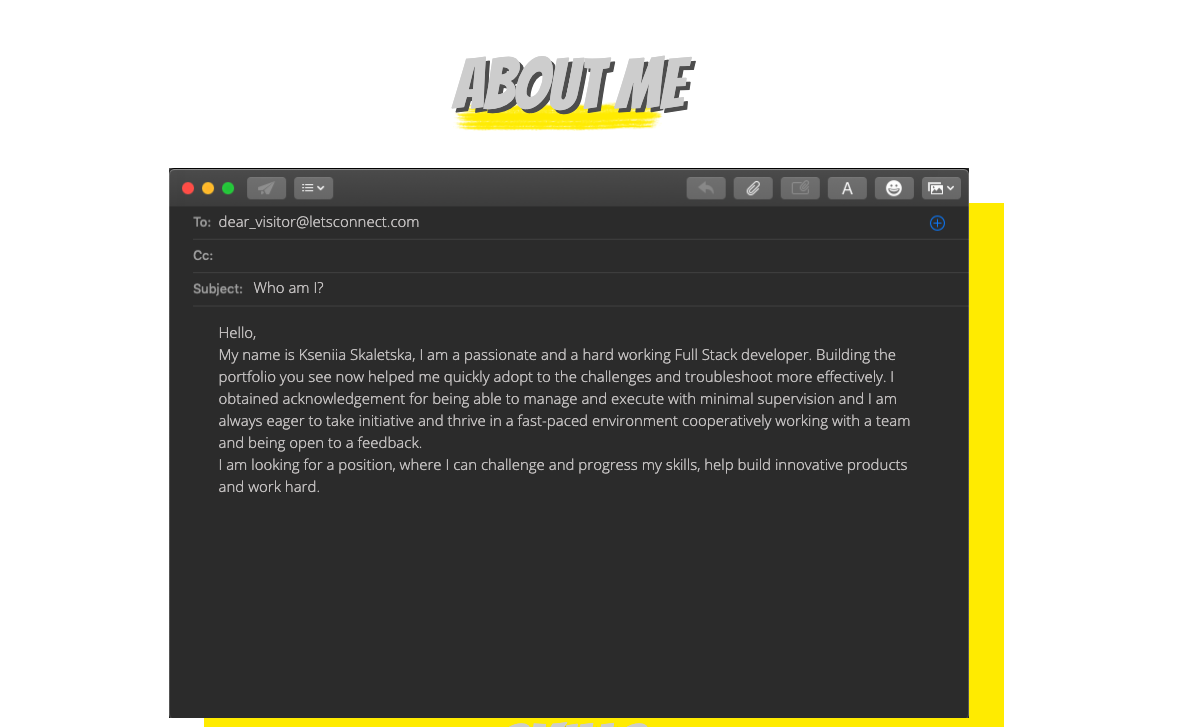 ABOUT ME
A
To: dear_visitor@letsconnect.com
Cc:
Subject: Who am I?
Hello,
My name is Kseniia Skaletska, I am a passionate and a hard working Full Stack developer. Building the
portfolio you see now helped me quickly adopt to the challenges and troubleshoot more effectively. I
obtained acknowledgement for being able to manage and execute with minimal supervision and I am
always eager to take initiative and thrive in a fast-paced environment cooperatively working with a team
and being open to a feedback.
I am looking for a position, where I can challenge and progress my skills, help build innovative products
and work hard.